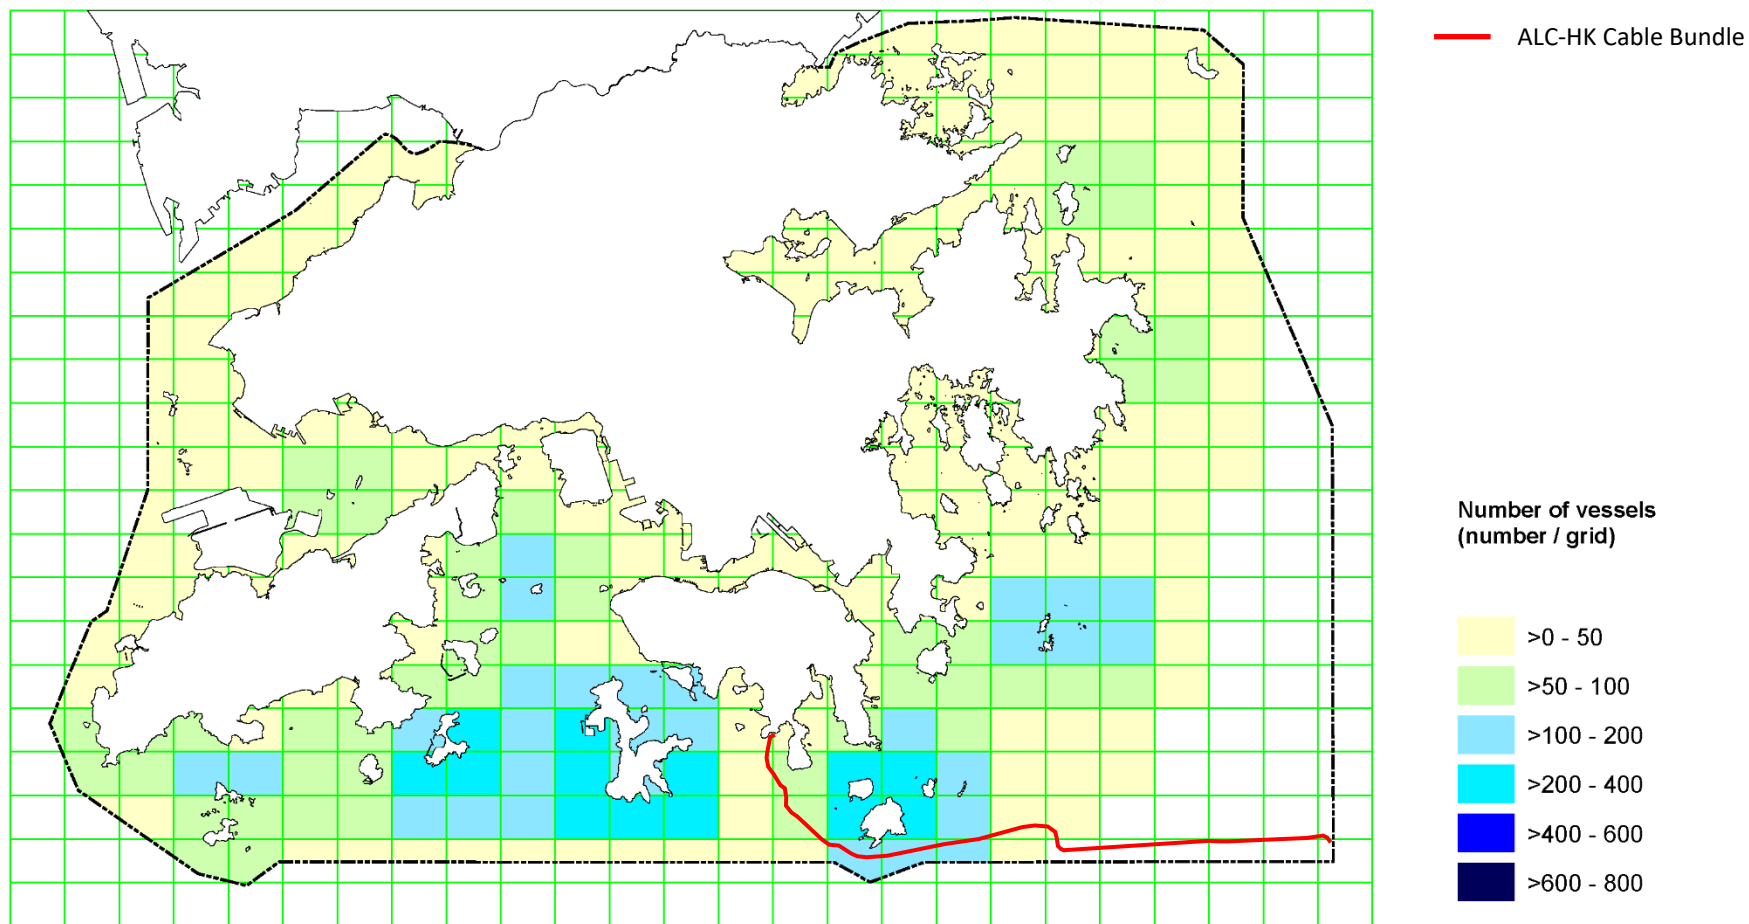 ALC-HK Cable Bundle
Number of vessels
(number / grid)
>0 - 50
>50 - 100
>100 - 200
>200 - 400
>400 - 600
>600 - 800